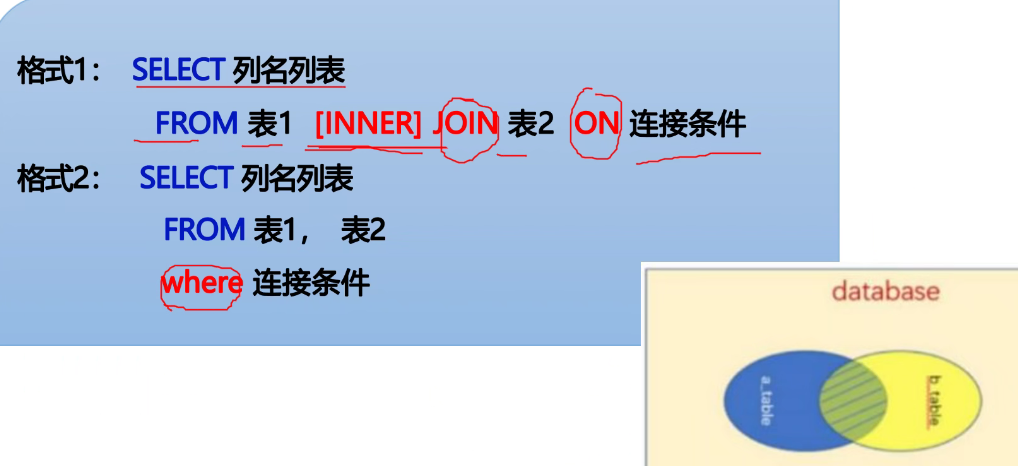 格式1： SELECT 列名列表
FROM 表1 [INNER] JOIN 表2 ON 连接条件
格式2： SELECT 列名列表
FROM 表1， 表2
where 连接条件
database
a_table
b_table